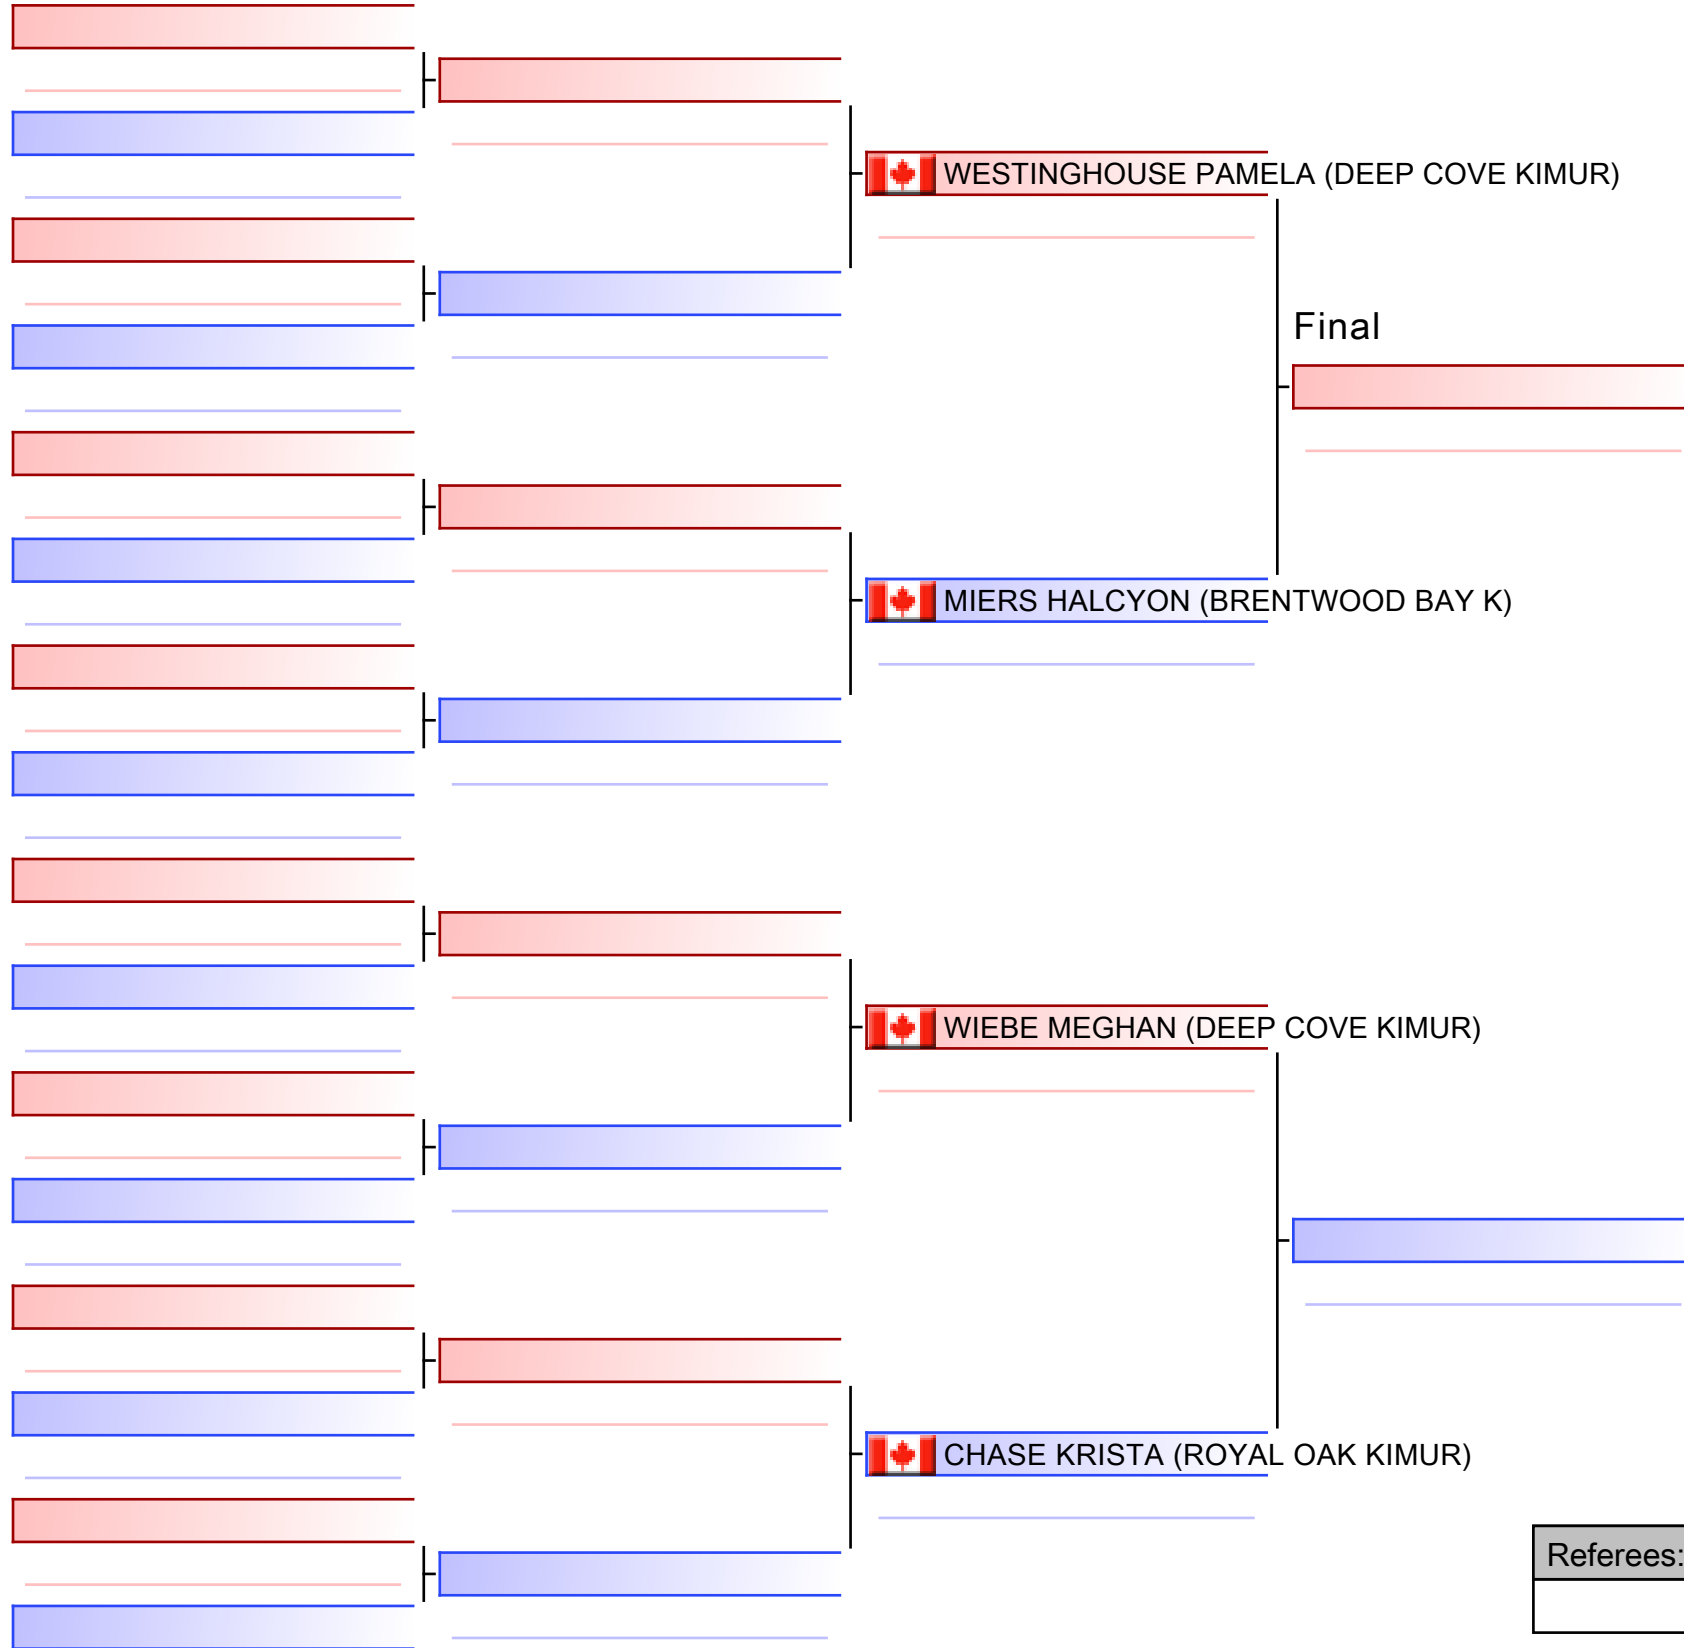 WESTINGHOUSE PAMELA (DEEP COVE KIMUR)
Final
MIERS HALCYON (BRENTWOOD BAY K)
WIEBE MEGHAN (DEEP COVE KIMUR)
CHASE KRISTA (ROYAL OAK KIMUR)
Referees: